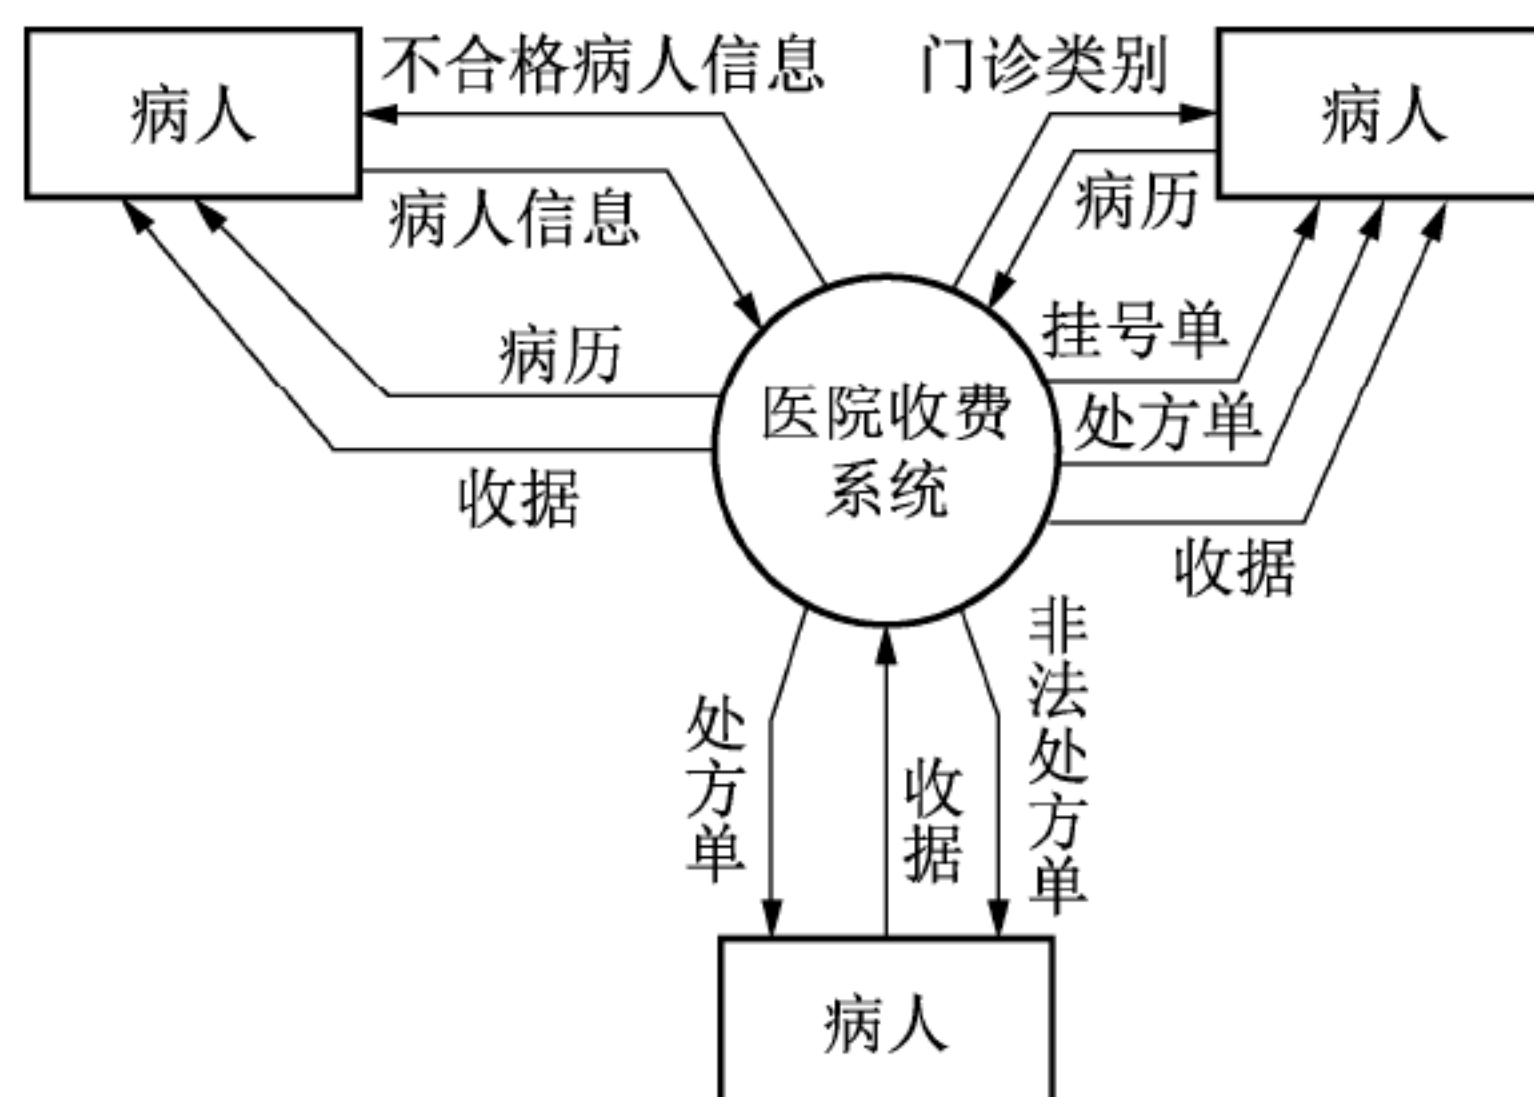 病人
不合格病人信息
门诊类别
病人
病人信息
病历
病历
挂号单
医院收费
系统
处方单
收据
收据
处方单
收据
非法处方单
病人